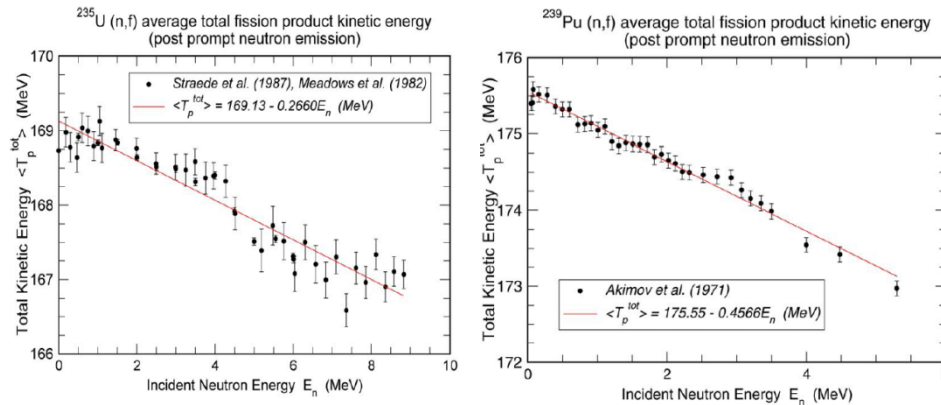 ²³⁵U (n,f) average total fission product kinetic energy
(post prompt neutron emission)
Total Kinetic Energy <T_p^tot> (MeV)
170
169
168
167
166
Straede et al. (1987), Meadows et al. (1982)
<T_p^tot> = 169.13 - 0.2660E_n (MeV)
0
2
4
6
8
10
Incident Neutron Energy E_n (MeV)
²³⁹Pu (n,f) average total fission product kinetic energy
(post prompt neutron emission)
Total Kinetic Energy <T_p^tot> (MeV)
176
175
174
173
172
Akimov et al. (1971)
<T_p^tot> = 175.55 - 0.4566E_n (MeV)
0
2
4
Incident Neutron Energy E_n (MeV)